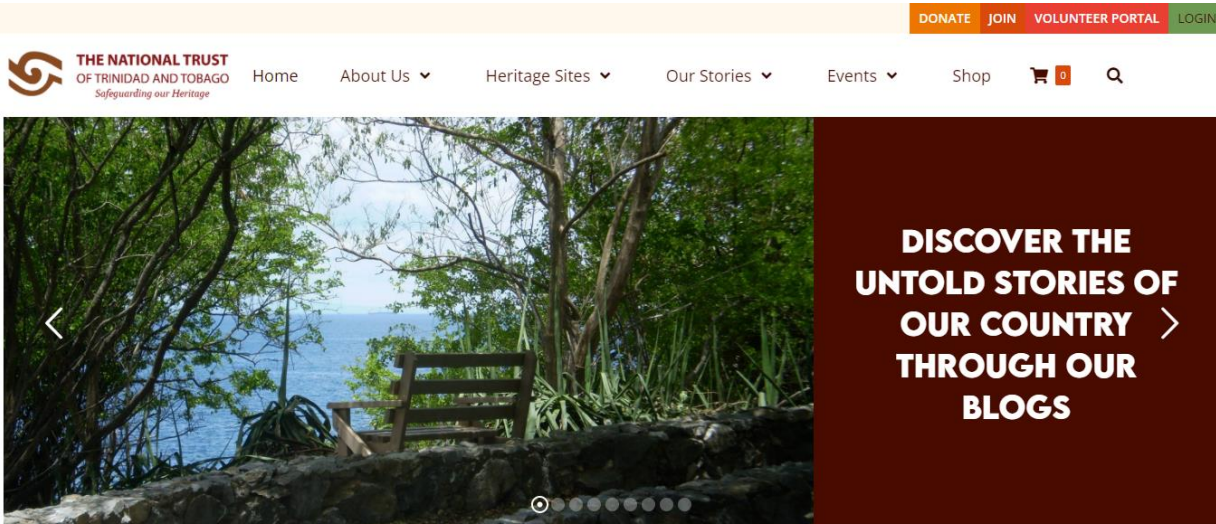 DONATE JOIN VOLUNTEER PORTAL LOGIN
THE NATIONAL TRUST
OF TRINIDAD AND TOBAGO
Safeguarding our Heritage
Home About Us Heritage Sites Our Stories Events Shop 0
DISCOVER THE
UNTOLD STORIES OF
OUR COUNTRY
THROUGH OUR
BLOGS